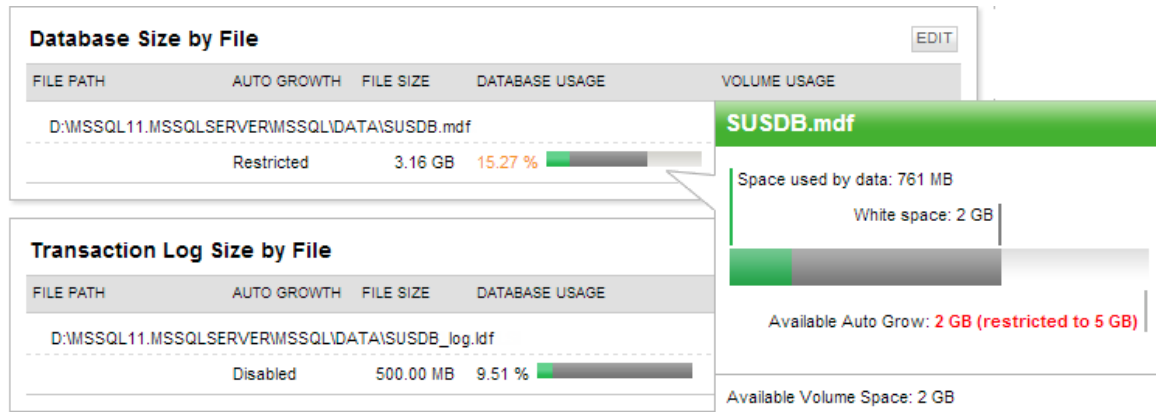 Database Size by File
EDIT
FILE PATH AUTO GROWTH FILE SIZE DATABASE USAGE VOLUME USAGE
D:\MSSQL11.MSSQLSERVER\MSSQL\DATA\SUSDB.mdf
Restricted 3.16 GB 15.27 %
SUSDB.mdf
Space used by data: 761 MB
White space: 2 GB
Available Auto Grow: 2 GB (restricted to 5 GB)
Available Volume Space: 2 GB
Transaction Log Size by File
FILE PATH AUTO GROWTH FILE SIZE DATABASE USAGE
D:\MSSQL11.MSSQLSERVER\MSSQL\DATA\SUSDB_log.ldf
Disabled 500.00 MB 9.51 %